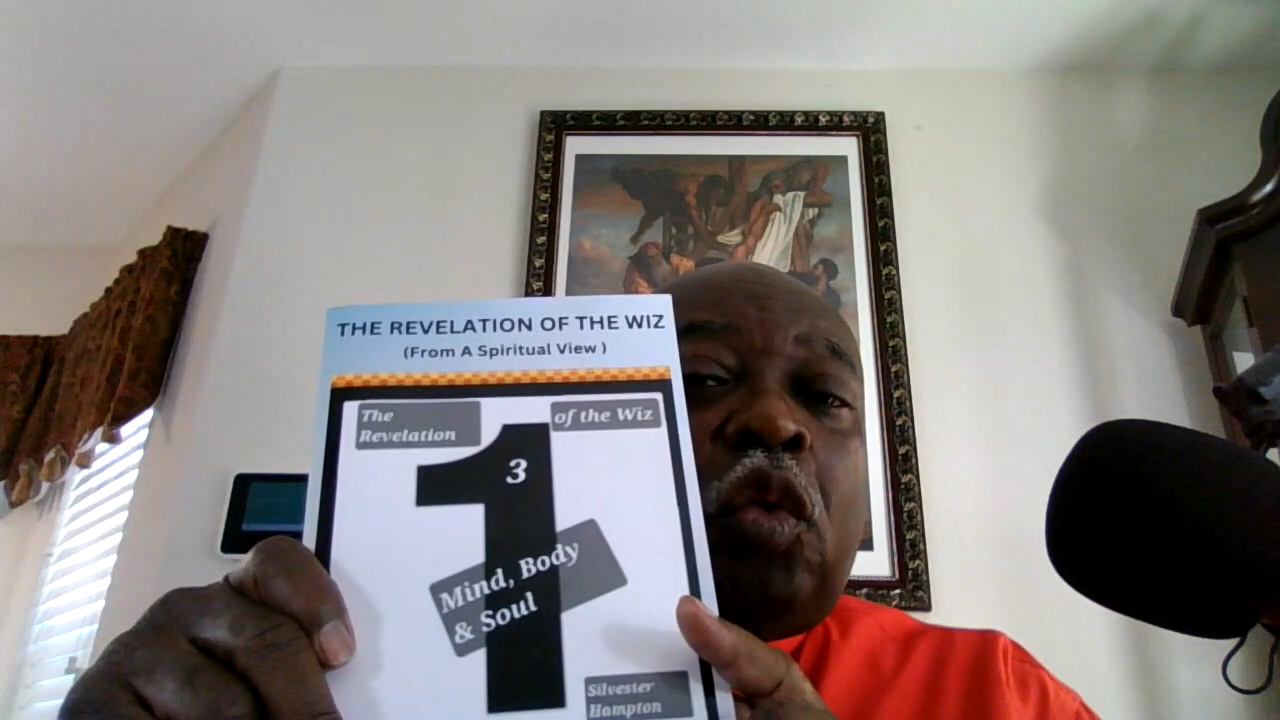 THE REVELATION OF THE WIZ
(From A Spiritual View )
The
Revelation
of the Wiz
3
1
Mind, Body
& Soul
Silvester
Hampton